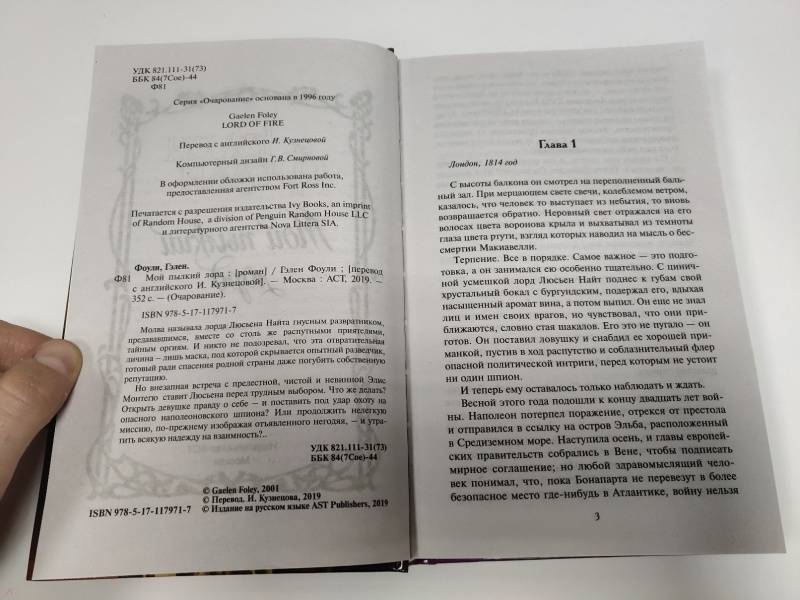 УДК 821.111-31(73)
ББК 84(7Сое)-44
Ф81
Серия «Очарование» основана в 1996 году
Gaelen Foley
LORD OF FIRE
Перевод с английского И. Кузнецовой
Компьютерный дизайн Г.В. Смирновой
В оформлении обложки использована работа,
предоставленная агентством Fort Ross Inc.
Печатается с разрешения издательства Ivy Books, an imprint
of Random House, a division of Penguin Random House LLC
и литературного агентства Nova Littera SIA.
Фоули, Гэлен.
Ф81 Мой пылкий лорд : [роман] / Гэлен Фоули ; [перевод
с английского И. Кузнецовой]. — Москва : АСТ, 2019. —
352 с. — (Очарование).
ISBN 978-5-17-117971-7
Молва называла лорда Люсьена Найта гнусным развратником,
предававшимся, вместе со столь же распутными приятелями,
тайным оргиям. И никто не подозревал, что эта отвратительная
личина – лишь маска, под которой скрывается опытный разведчик,
готовый ради спасения родной страны даже погубить собственную
репутацию.
Но внезапная встреча с прелестной, чистой и невинной Элис
Монтегю ставит Люсьена перед трудным выбором. Что же делать?
Открыть девушке правду о себе – и поставить под удар охоту на
опасного наполеоновского шпиона? Или продолжить нелегкую
миссию, по-прежнему изображая отъявленного негодяя, – и утра-
тить всякую надежду на взаимность?..
УДК 821.111-31(73)
ББК 84(7Сое)-44
© Gaelen Foley, 2001
© Перевод. И. Кузнецова, 2019
ISBN 978-5-17-117971-7 © Издание на русском языке AST Publishers, 2019
Глава 1
Лондон, 1814 год
С высоты балкона он смотрел на переполненный баль-
ный зал. При мерцающем свете свечи, колеблемом ветром,
казалось, что человек то выступает из небытия, то вновь
возвращается обратно. Неровный свет отражался на его
волосах цвета воронова крыла и выхватывал из темноты
глаза цвета ртути, взгляд которых наводил на мысль о бес-
смертии Макиавелли.
Терпение. Все в порядке. Самое важное — это подго-
товка, а он занимался ею особенно тщательно. С цинич-
ной усмешкой лорд Люсьен Найт поднес к губам свой
хрустальный бокал с бургундским, подержал его, вдыхая
насыщенный аромат вина, а потом выпил. Он еще не знал
лиц и имен своих врагов, но чувствовал, что они при-
ближаются, словно стая шакалов. Его это не пугало — он
готов. Он поставил ловушку и снабдил ее хорошей при-
манкой, пустив в ход распутство и соблазнительный флер
опасной политической интриги, перед которым не устоит
ни один шпион.
И теперь ему оставалось только наблюдать и ждать.
Весной этого года подошли к концу двадцать лет вой-
ны. Наполеон потерпел поражение, отрекся от престола
и отправился в ссылку на остров Эльба, расположенный
в Средиземном море. Наступила осень, и главы европей-
ских правительств собрались в Вене, чтобы подписать
мирное соглашение; но любой здравомыслящий чело-
век понимал, что, пока Бонапарта не перевезут в более
безопасное место где-нибудь в Атлантике, войну нельзя
3